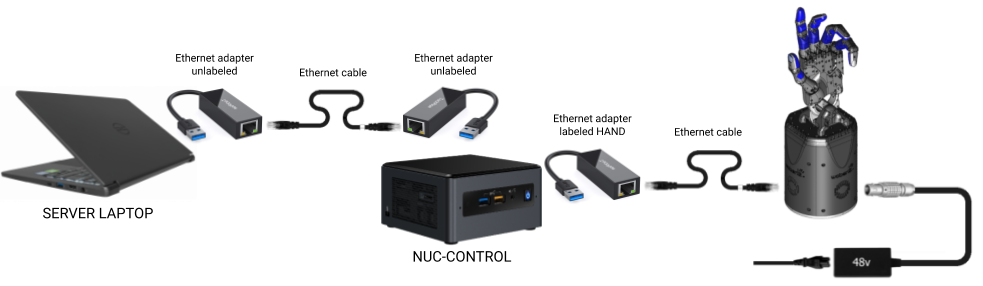 Ethernet adapter
unlabeled
Ethernet cable
Ethernet adapter
unlabeled
Ethernet adapter
labeled HAND
Ethernet cable
SERVER LAPTOP
NUC-CONTROL
48v